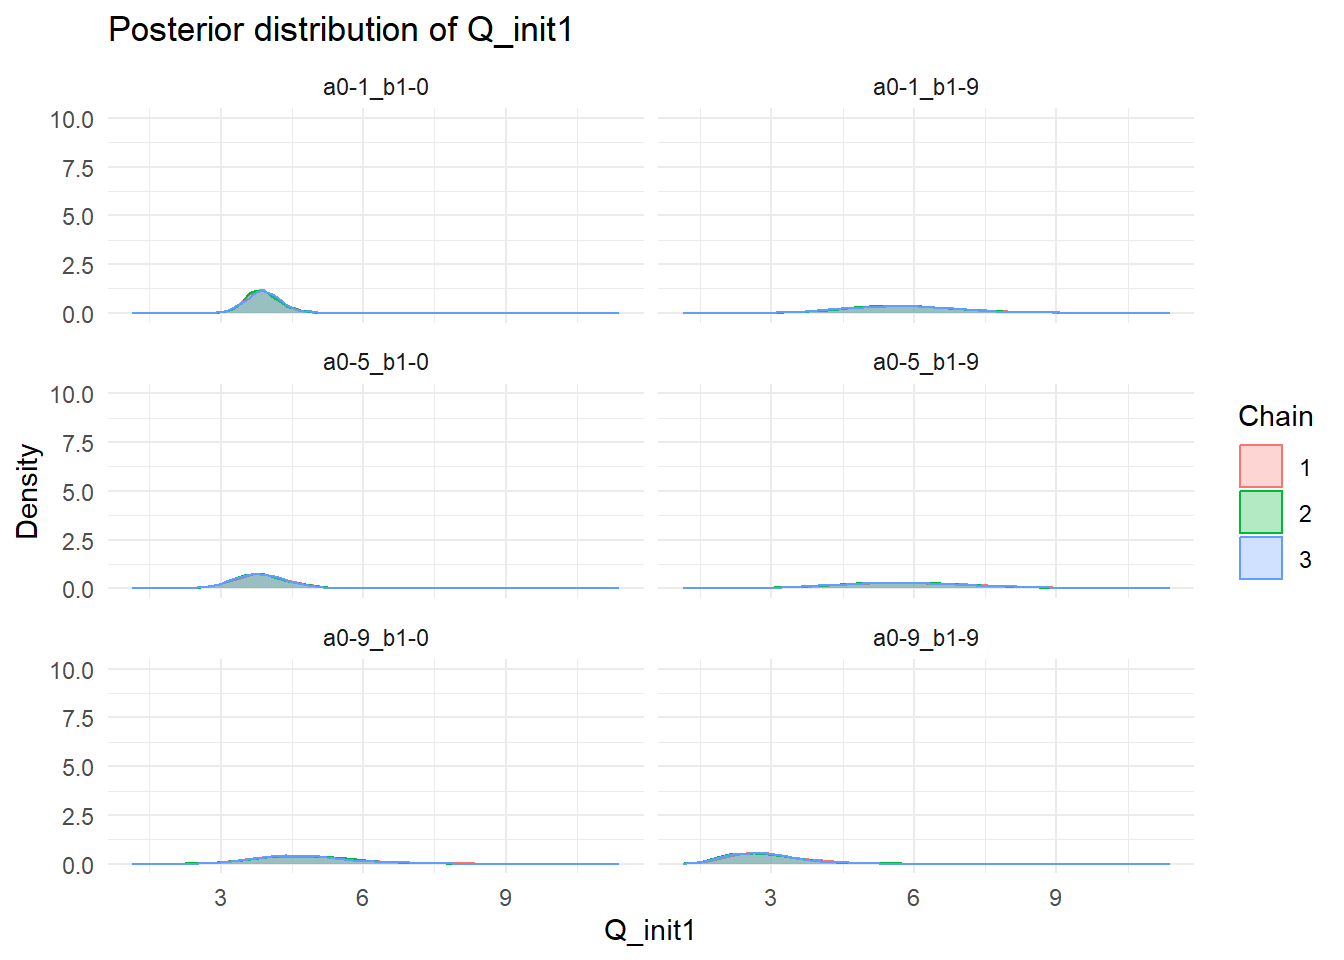 Posterior distribution of Q_init1
a0-1_b1-0
a0-1_b1-9
10.0
7.5
5.0
2.5
0.0
a0-5_b1-0
a0-5_b1-9
10.0
7.5
5.0
2.5
0.0
a0-9_b1-0
a0-9_b1-9
10.0
7.5
5.0
2.5
0.0
3
6
9
3
6
9
Q_init1
Density
Chain
1
2
3